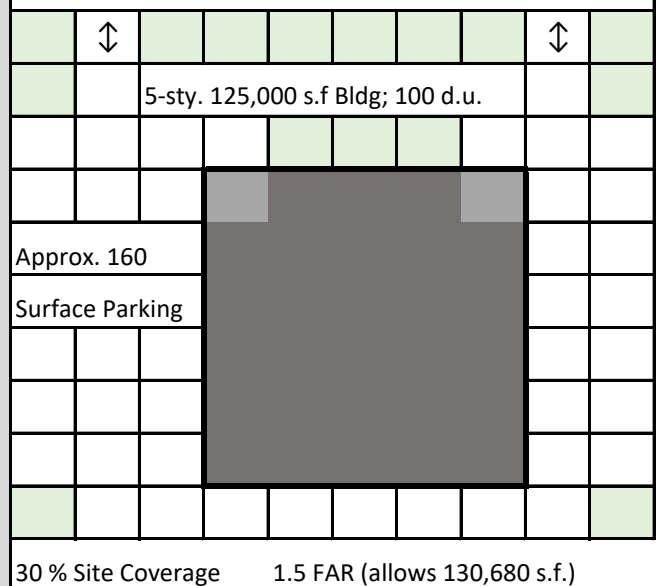 ↕ ↕
5-sty. 125,000 s.f Bldg; 100 d.u.
Approx. 160
Surface Parking
30 % Site Coverage 1.5 FAR (allows 130,680 s.f.)